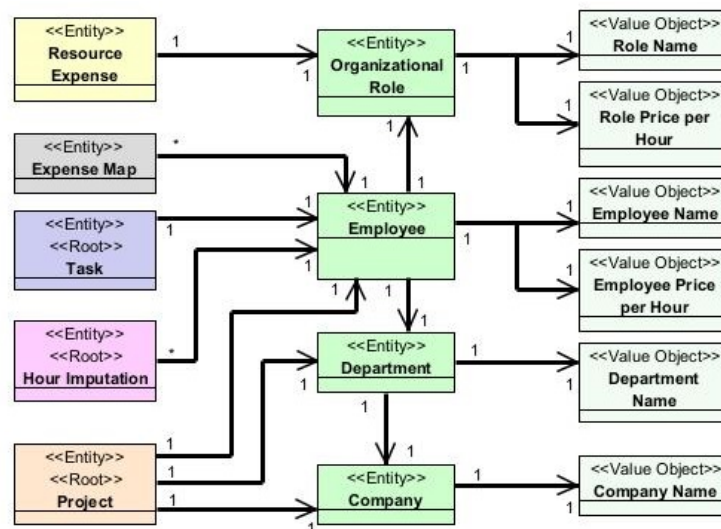 <<Entity>>
Resource
Expense
1
1
<<Entity>>
Organizational
Role
1
1
<<Value Object>>
Role Name
1
<<Value Object>>
Role Price per
Hour
1
1
<<Entity>>
Expense Map
*
1
<<Entity>>
<<Root>>
Task
1
1
1
<<Entity>>
Employee
1
1
<<Value Object>>
Employee Name
1
<<Value Object>>
Employee Price
per Hour
1
1
1
1
<<Entity>>
<<Root>>
Hour Imputation
*
1
<<Entity>>
Department
1
1
<<Value Object>>
Department
Name
1
1
<<Entity>>
<<Root>>
Project
1
1
1
1
<<Entity>>
Company
1
1
<<Value Object>>
Company Name
1